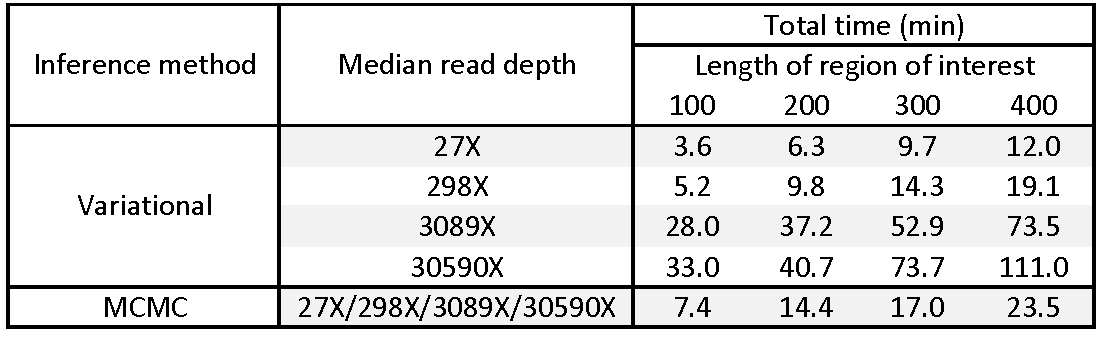 Total time (min)
Inference method Median read depth Length of region of interest
100 200 300 400
27X 3.6 6.3 9.7 12.0
298X 5.2 9.8 14.3 19.1
Variational
3089X 28.0 37.2 52.9 73.5
30590X 33.0 40.7 73.7 111.0
MCMC 27X/298X/3089X/30590X 7.4 14.4 17.0 23.5